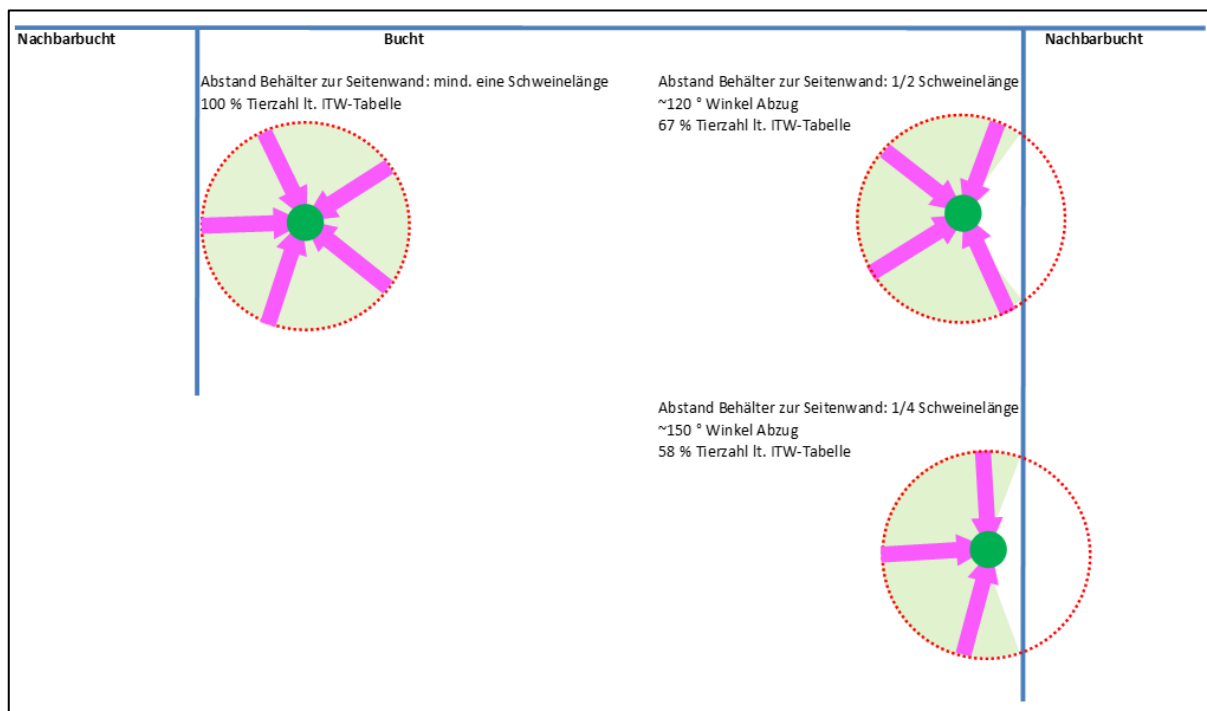 Nachbarbucht
Bucht
Nachbarbucht
Abstand Behälter zur Seitenwand: mind. eine Schweinelänge
100 % Tierzahl lt. ITW-Tabelle
Abstand Behälter zur Seitenwand: 1/2 Schweinelänge
~120 ° Winkel Abzug
67 % Tierzahl lt. ITW-Tabelle
Abstand Behälter zur Seitenwand: 1/4 Schweinelänge
~150 ° Winkel Abzug
58 % Tierzahl lt. ITW-Tabelle